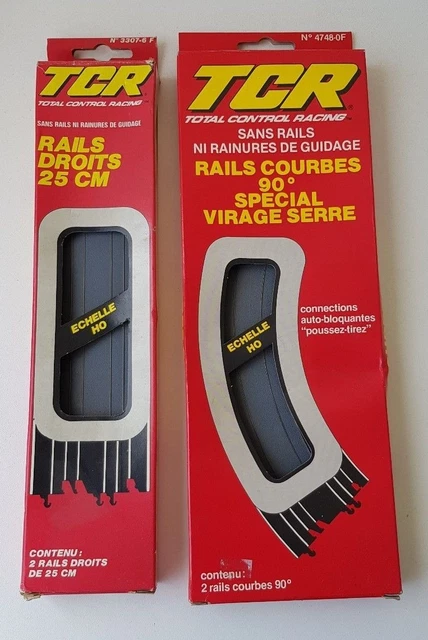 N° 3307-6 F
TCR
TOTAL CONTROL RACING
SANS RAILS NI RAINURES DE GUIDAGE
RAILS
DROITS
25 CM
ECHELLE
HO
CONTENU:
2 RAILS DROITS
DE 25 CM
N° 4748-0F
TCR
TOTAL CONTROL RACING
SANS RAILS
NI RAINURES DE GUIDAGE
RAILS COURBES
90°
SPECIAL
VIRAGE SERRE
connections
auto-bloquantes
"poussez-tirez"
ECHELLE
HO
contenu:
2 rails courbes 90°